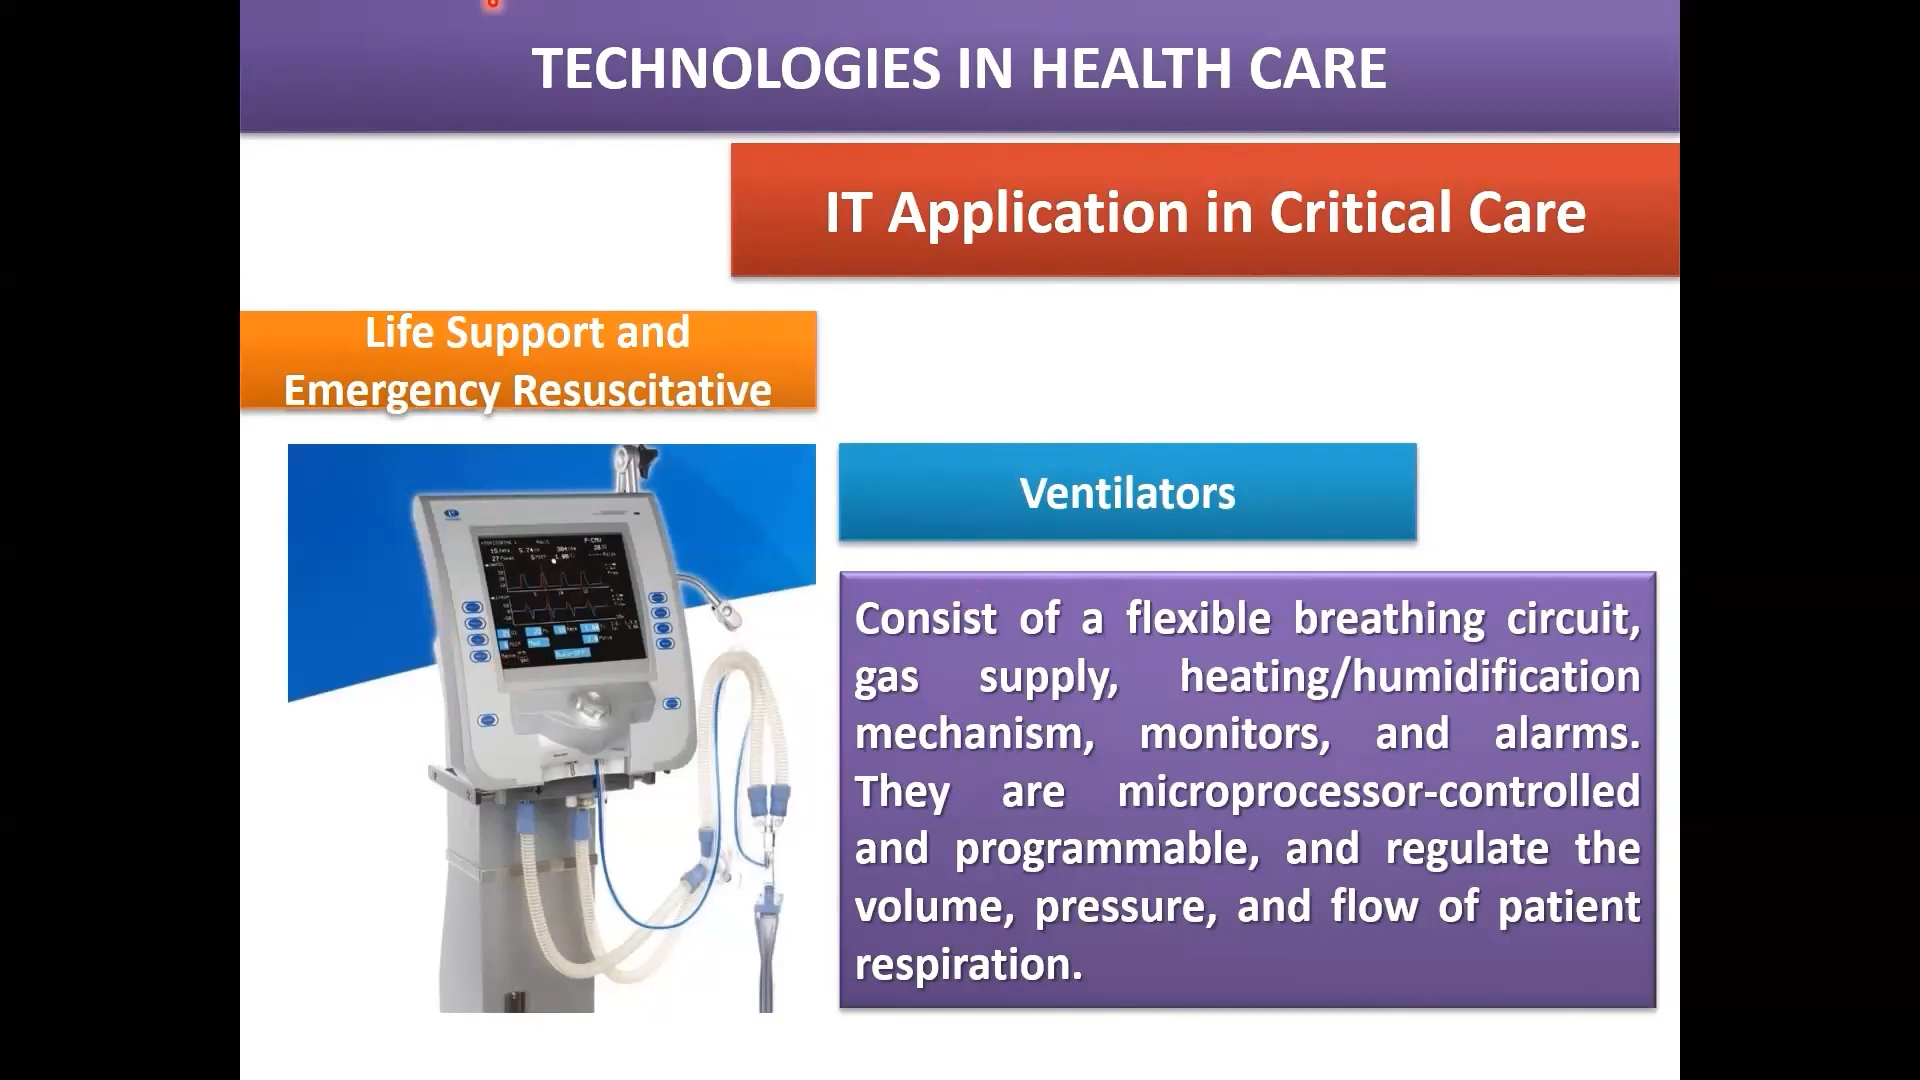 TECHNOLOGIES IN HEALTH CARE
IT Application in Critical Care
Life Support and
Emergency Resuscitative
Ventilators
Consist of a flexible breathing circuit,
gas supply, heating/humidification
mechanism, monitors, and alarms.
They are microprocessor-controlled
and programmable, and regulate the
volume, pressure, and flow of patient
respiration.